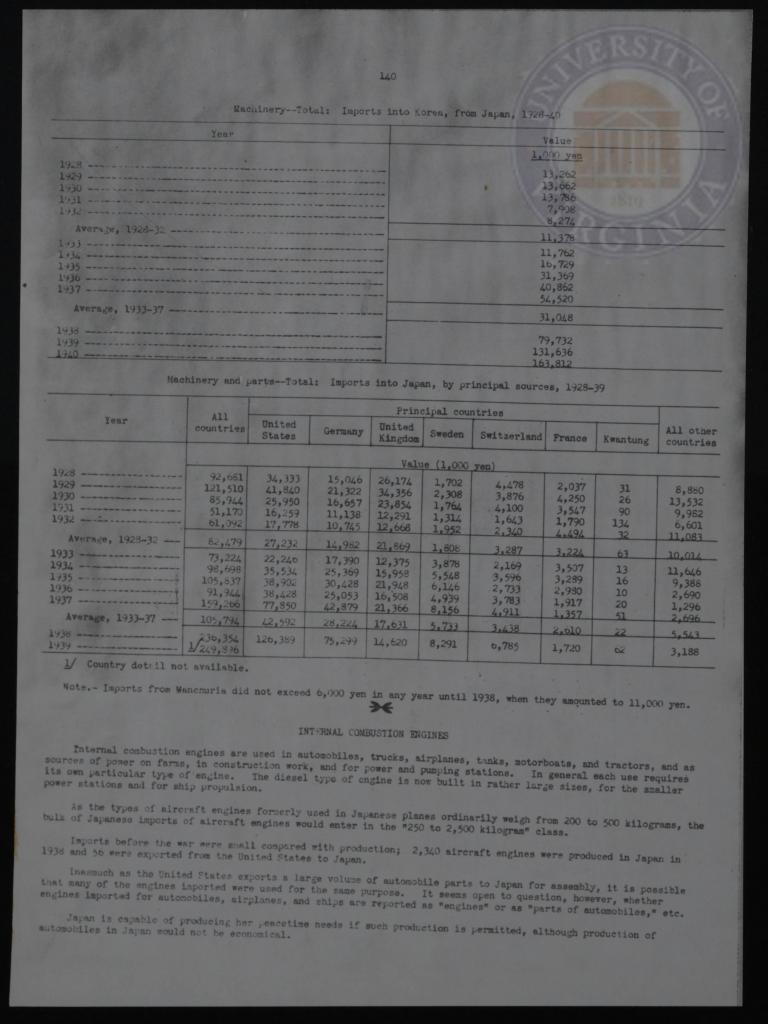 140
Machinery--Total: Imports into Korea, from Japan, 1928-40
Year Value
1,000 yen
1928 13,262
1929 13,662
1930 13,786
1931 7,908
1932 8,274
Average, 1928-32 11,378
1933 11,762
1934 16,729
1935 31,369
1936 40,862
1937 54,520
Average, 1933-37 31,048
1938 79,732
1939 131,636
1940 163,812
UNIVERSITY OF VIRGINIA
1819
Machinery and parts--Total: Imports into Japan, by principal sources, 1928-39
Year All countries Principal countries All other countries
United States Germany United Kingdom Sweden Switzerland France Kwantung
Value (1,000 yen)
1928 92,681 34,333 15,046 26,174 1,702 4,478 2,037 31 8,880
1929 121,510 41,840 21,322 34,356 2,308 3,876 4,250 26 13,532
1930 85,944 25,950 16,657 23,854 1,764 4,100 3,547 90 9,982
1931 51,170 16,259 11,138 12,291 1,314 1,643 1,790 134 6,601
1932 61,092 17,778 10,745 12,668 1,952 2,340 4,494 32 11,083
Average, 1928-32 82,479 27,232 14,982 21,869 1,808 3,287 3,224 63 10,014
1933 73,224 22,246 17,390 12,375 3,878 2,169 3,507 13 11,646
1934 98,698 35,534 25,369 15,958 5,548 3,596 3,289 16 9,388
1935 105,837 38,902 30,428 21,948 6,146 2,733 2,980 10 2,690
1936 91,944 38,428 25,053 16,508 4,939 3,783 1,917 20 1,296
1937 159,266 77,850 42,879 21,366 8,156 4,911 1,357 51 2,696
Average, 1933-37 105,794 42,592 28,224 17,631 5,733 3,438 2,610 22 5,543
1938 236,354 126,389 75,299 14,620 8,291 6,785 1,720 62 3,188
1939 1/249,836
1/ Country detail not available.
Note.- Imports from Manchuria did not exceed 6,000 yen in any year until 1938, when they amounted to 11,000 yen.
INTERNAL COMBUSTION ENGINES
Internal combustion engines are used in automobiles, trucks, airplanes, tanks, motorboats, and tractors, and as
sources of power on farms, in construction work, and for power and pumping stations. In general each use requires
its own particular type of engine. The diesel type of engine is now built in rather large sizes, for the smaller
power stations and for ship propulsion.
As the types of aircraft engines formerly used in Japanese planes ordinarily weigh from 200 to 500 kilograms, the
bulk of Japanese imports of aircraft engines would enter in the "250 to 2,500 kilogram" class.
Imports before the war were small compared with production; 2,340 aircraft engines were produced in Japan in
1938 and 56 were exported from the United States to Japan.
Inasmuch as the United States exports a large volume of automobile parts to Japan for assembly, it is possible
that many of the engines imported were used for the same purpose. It seems open to question, however, whether
engines imported for automobiles, airplanes, and ships are reported as "engines" or as "parts of automobiles," etc.
Japan is capable of producing her peacetime needs if such production is permitted, although production of
automobiles in Japan would not be economical.